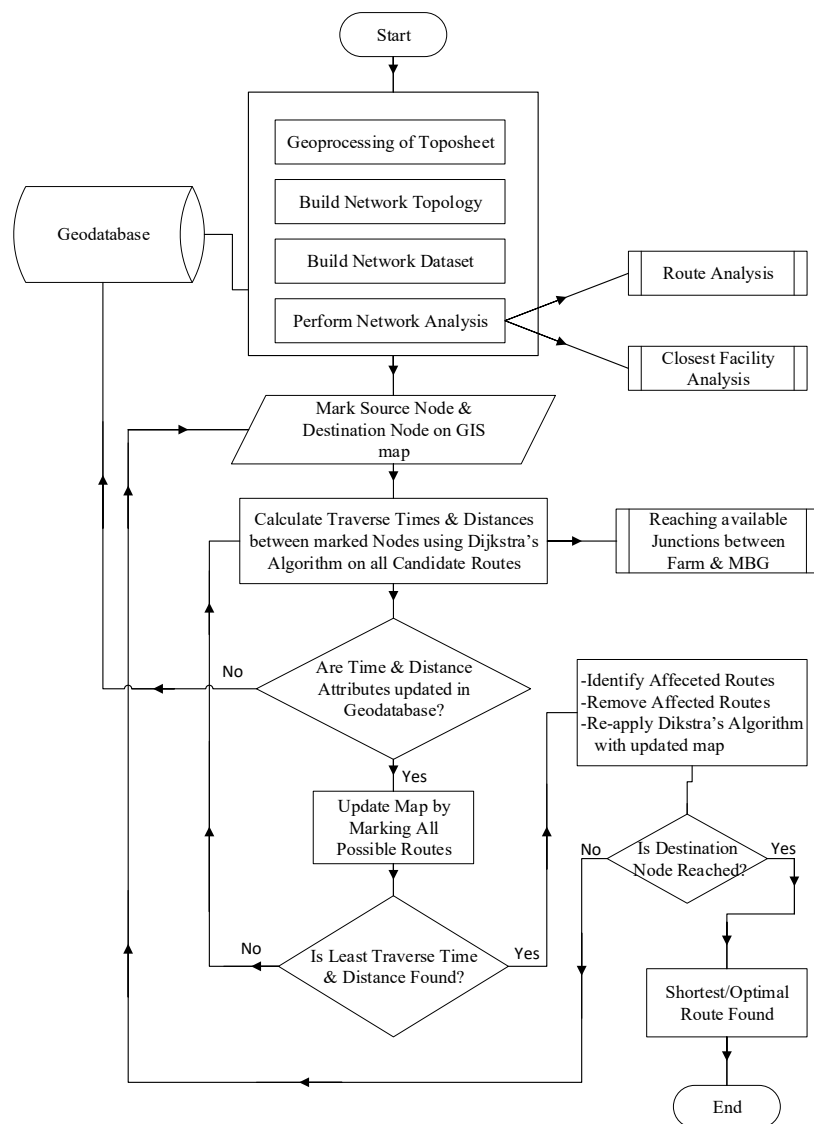 Start
Geoprocessing of Toposheet
Build Network Topology
Geodatabase
Build Network Dataset
Route Analysis
Perform Network Analysis
Closest Facility
Analysis
Mark Source Node &
Destination Node on GIS
map
Calculate Traverse Times & Distances
between marked Nodes using Dijkstra's
Algorithm on all Candidate Routes
Reaching available
Junctions between
Farm & MBG
No
Are Time & Distance
Attributes updated in
Geodatabase?
-Identify Affeceted Routes
-Remove Affected Routes
-Re-apply Dikstra's Algorithm
with updated map
Yes
Update Map by
Marking All
Possible Routes
No
Is Destination
Node Reached?
Yes
No
Is Least Traverse Time
& Distance Found?
Yes
Shortest/Optimal
Route Found
End